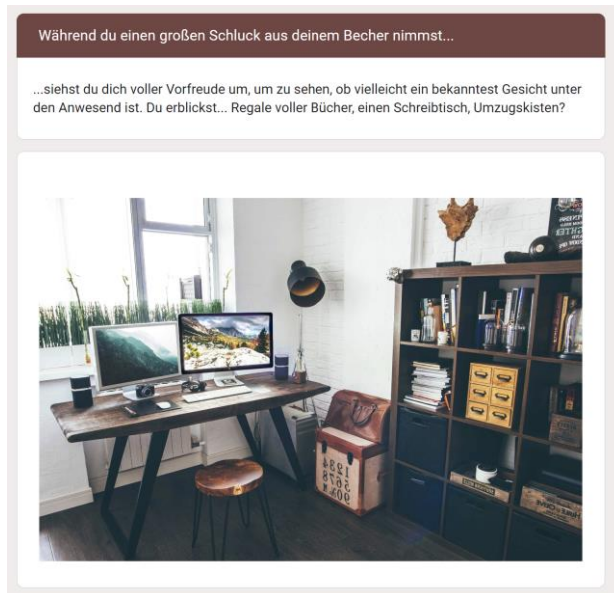 Während du einen großen Schluck aus deinem Becher nimmst...
...siehst du dich voller Vorfreude um, um zu sehen, ob vielleicht ein bekanntest Gesicht unter
den Anwesend ist. Du erblickst... Regale voller Bücher, einen Schreibtisch, Umzugskisten?